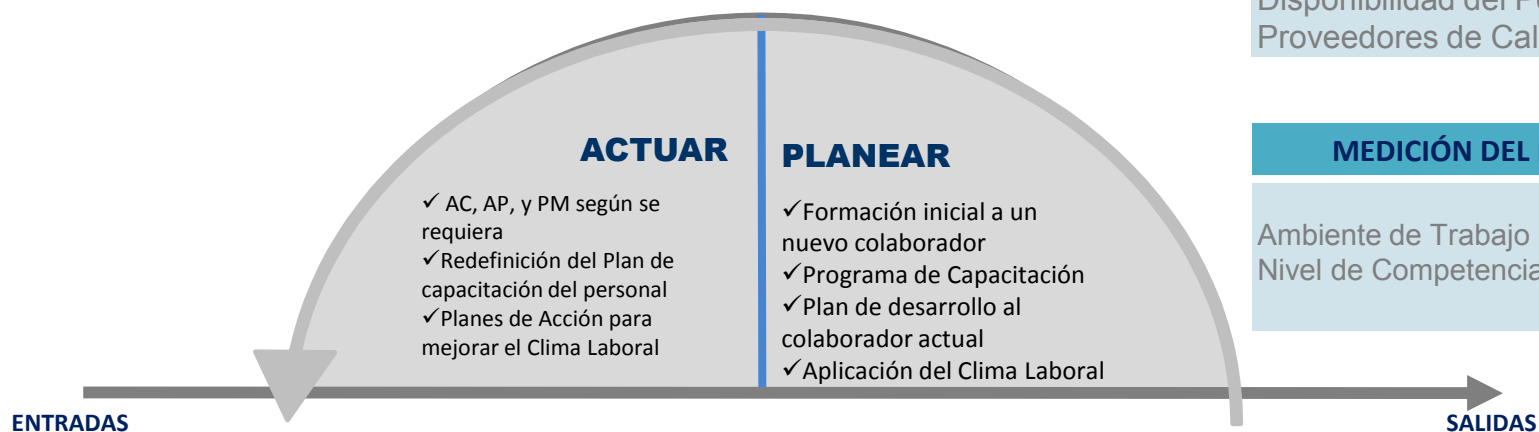 Disponibilidad del
Proveedores de
MEDICIÓN DEL
Ambiente de Trabajo
Nivel de Competencia
ACTUAR
✓ AC, AP, y PM según se
requiera
✓Redefinición del Plan de
capacitación del personal
✓Planes de Acción para
mejorar el Clima Laboral
PLANEAR
✓Formación inicial a un
nuevo colaborador
✓Programa de Capacitación
✓Plan de desarrollo al
colaborador actual
✓Aplicación del Clima Laboral
ENTRADAS
SALIDAS